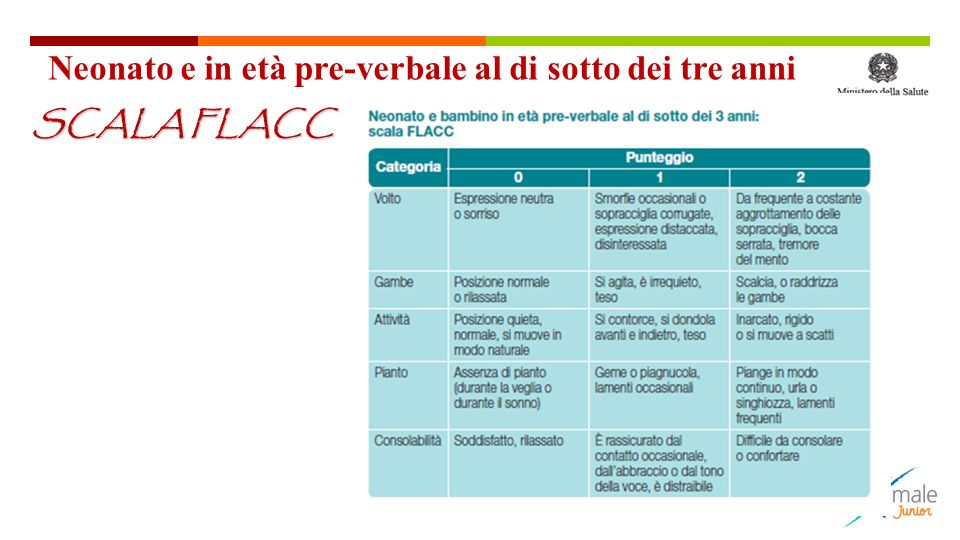 Neonato e in età pre-verbale al di sotto dei tre anni
Ministero della Salute
SCALA FLACC
Neonato e bambino in età pre-verbale al di sotto dei 3 anni:
scala FLACC
Categoria
Punteggio
0
1
2
Volto
Espressione neutra
o sorriso
Smorfie occasionali o
sopracciglia corrugate,
espressione distaccata,
disinteressata
Da frequente a costante
aggrottamento delle
sopracciglia, bocca
serrata, tremore
del mento
Gambe
Posizione normale
o rilassata
Si agita, è irrequieto,
teso
Scalcia, o raddrizza
le gambe
Attività
Posizione quieta,
normale, si muove in
modo naturale
Si contorce, si dondola
avanti e indietro, teso
Inarcato, rigido
o si muove a scatti
Pianto
Assenza di pianto
(durante la veglia o
durante il sonno)
Geme o piagnucola,
lamenti occasionali
Piange in modo
continuo, urla o
singhiozza, lamenti
frequenti
Consolabilità
Soddisfatto, rilassato
È rassicurato dal
contatto occasionale,
dall'abbraccio o dal tono
della voce, è distraibile
Difficile da consolare
o confortare
male
Junior